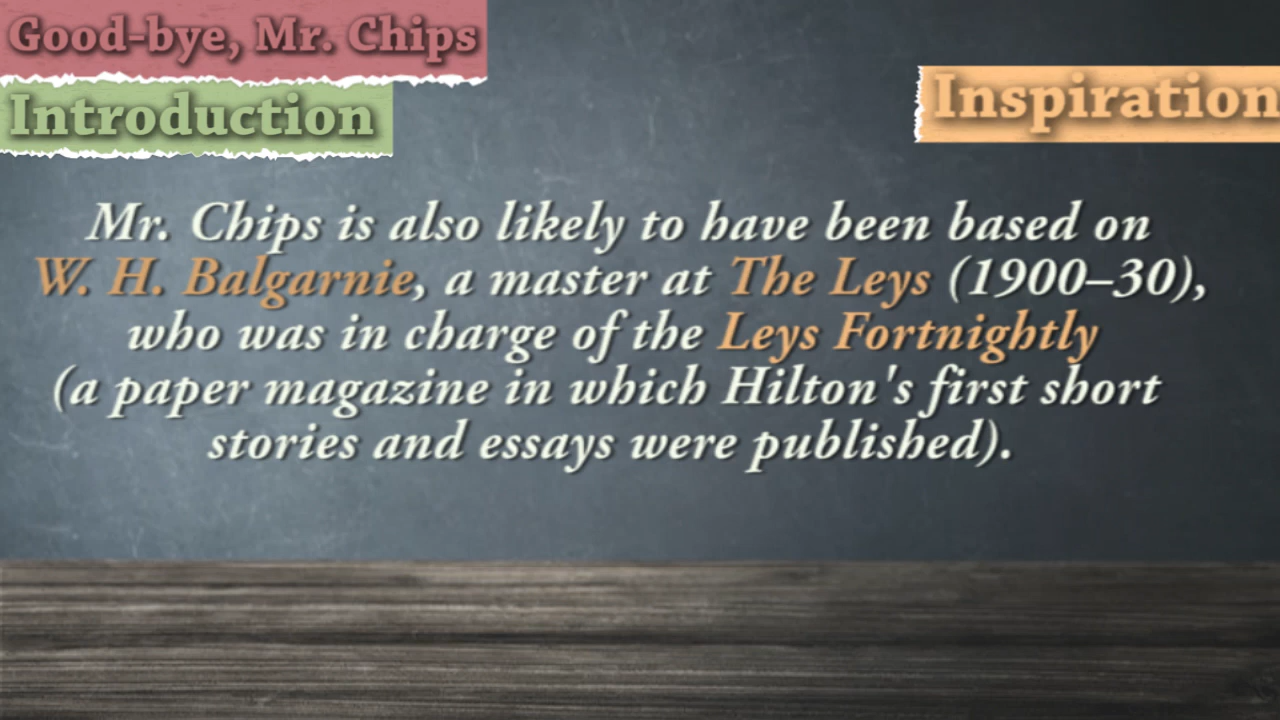 Good-bye, Mr. Chips
Introduction
Inspiration
Mr. Chips is also likely to have been based on
W. H. Balgarnie, a master at The Leys (1900–30),
who was in charge of the Leys Fortnightly
(a paper magazine in which Hilton's first short
stories and essays were published).